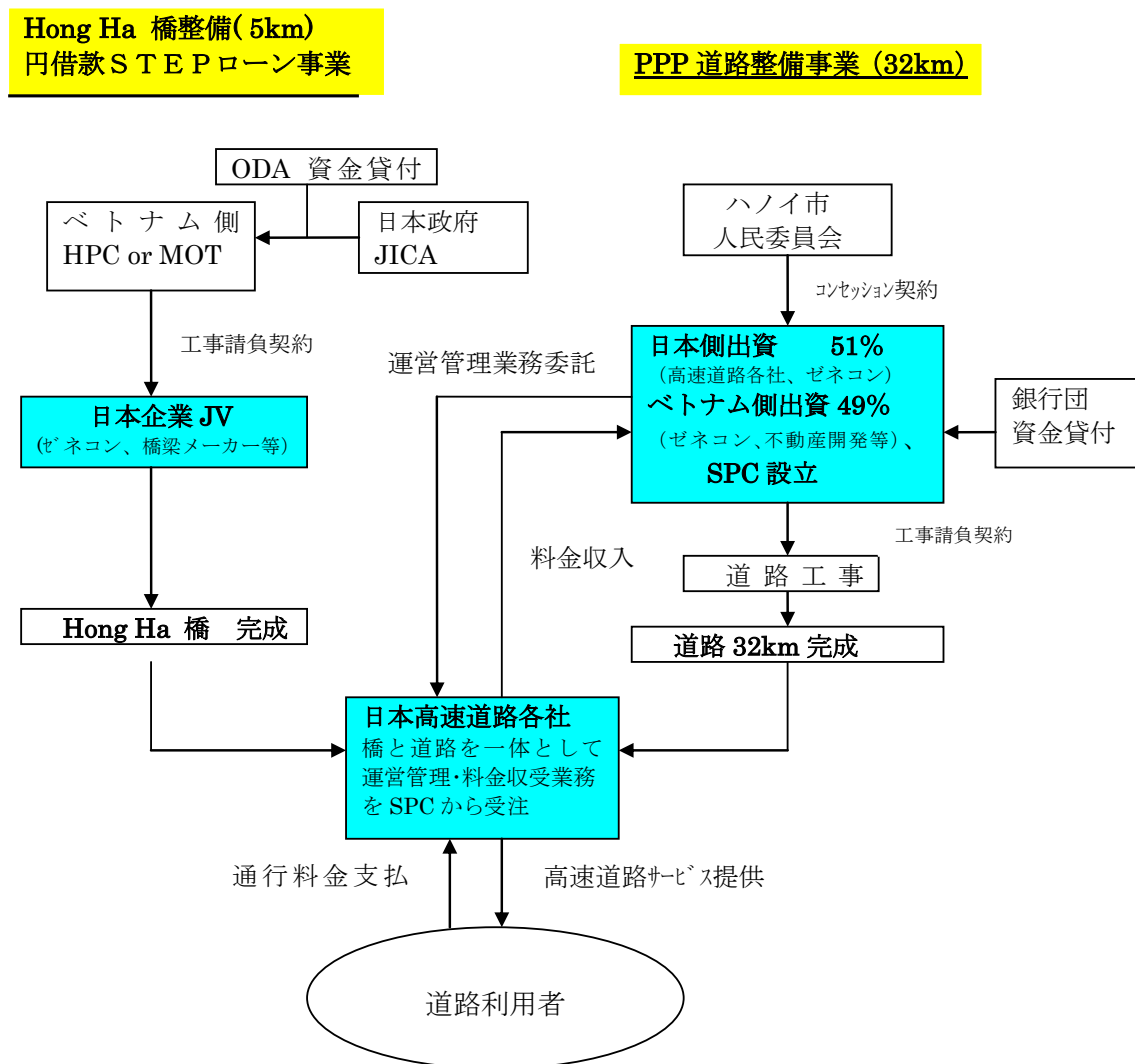 Hong Ha 橋整備( 5km)
円借款ＳＴＥＰローン事業
PPP 道路整備事業（32km）
ODA 資金貸付
ベトナム側
HPC or MOT
日本政府
JICA
ハノイ市
人民委員会
ｺﾝｾｯｼｮﾝ契約
工事請負契約
運営管理業務委託
日本側出資 51%
（高速道路各社、ゼネコン）
ベトナム側出資 49%
（ゼネコン、不動産開発等）、
SPC 設立
銀行団
資金貸付
日本企業 JV
(ｾﾞﾈコン、橋梁メーカー等）
料金収入
工事請負契約
道路工事
Hong Ha 橋 完成
道路 32km 完成
日本高速道路各社
橋と道路を一体として
運営管理･料金収受業務
を SPC から受注
通行料金支払
高速道路ｻｰﾋﾞｽ提供
道路利用者